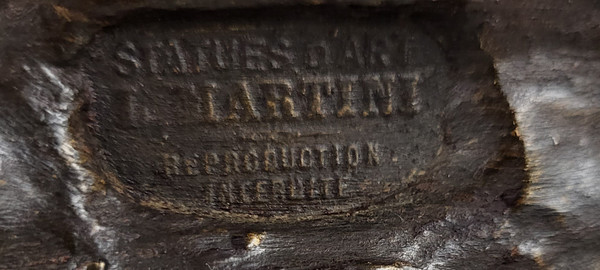 STATUES D'ART
L. MARTINI
REPRODUCTION
INTERDITE